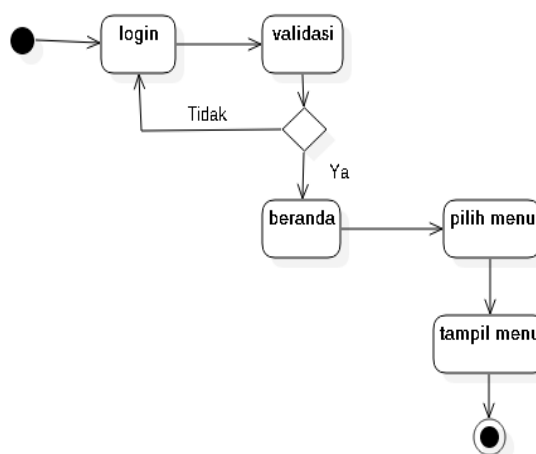 login
validasi
Tidak
Ya
beranda
pilih menu
tampil menu